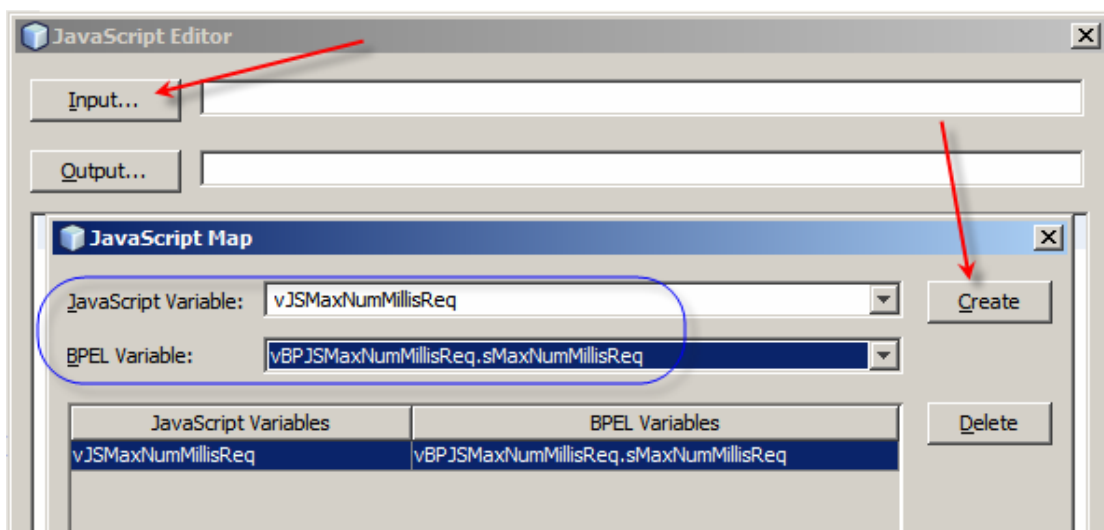 JavaScript Editor
Input...
Output...
JavaScript Map
JavaScript Variable: vJSMaxNumMillisReq Create
BPEL Variable: vBPJSMaxNumMillisReq.sMaxNumMillisReq
JavaScript Variables BPEL Variables Delete
vJSMaxNumMillisReq vBPJSMaxNumMillisReq.sMaxNumMillisReq